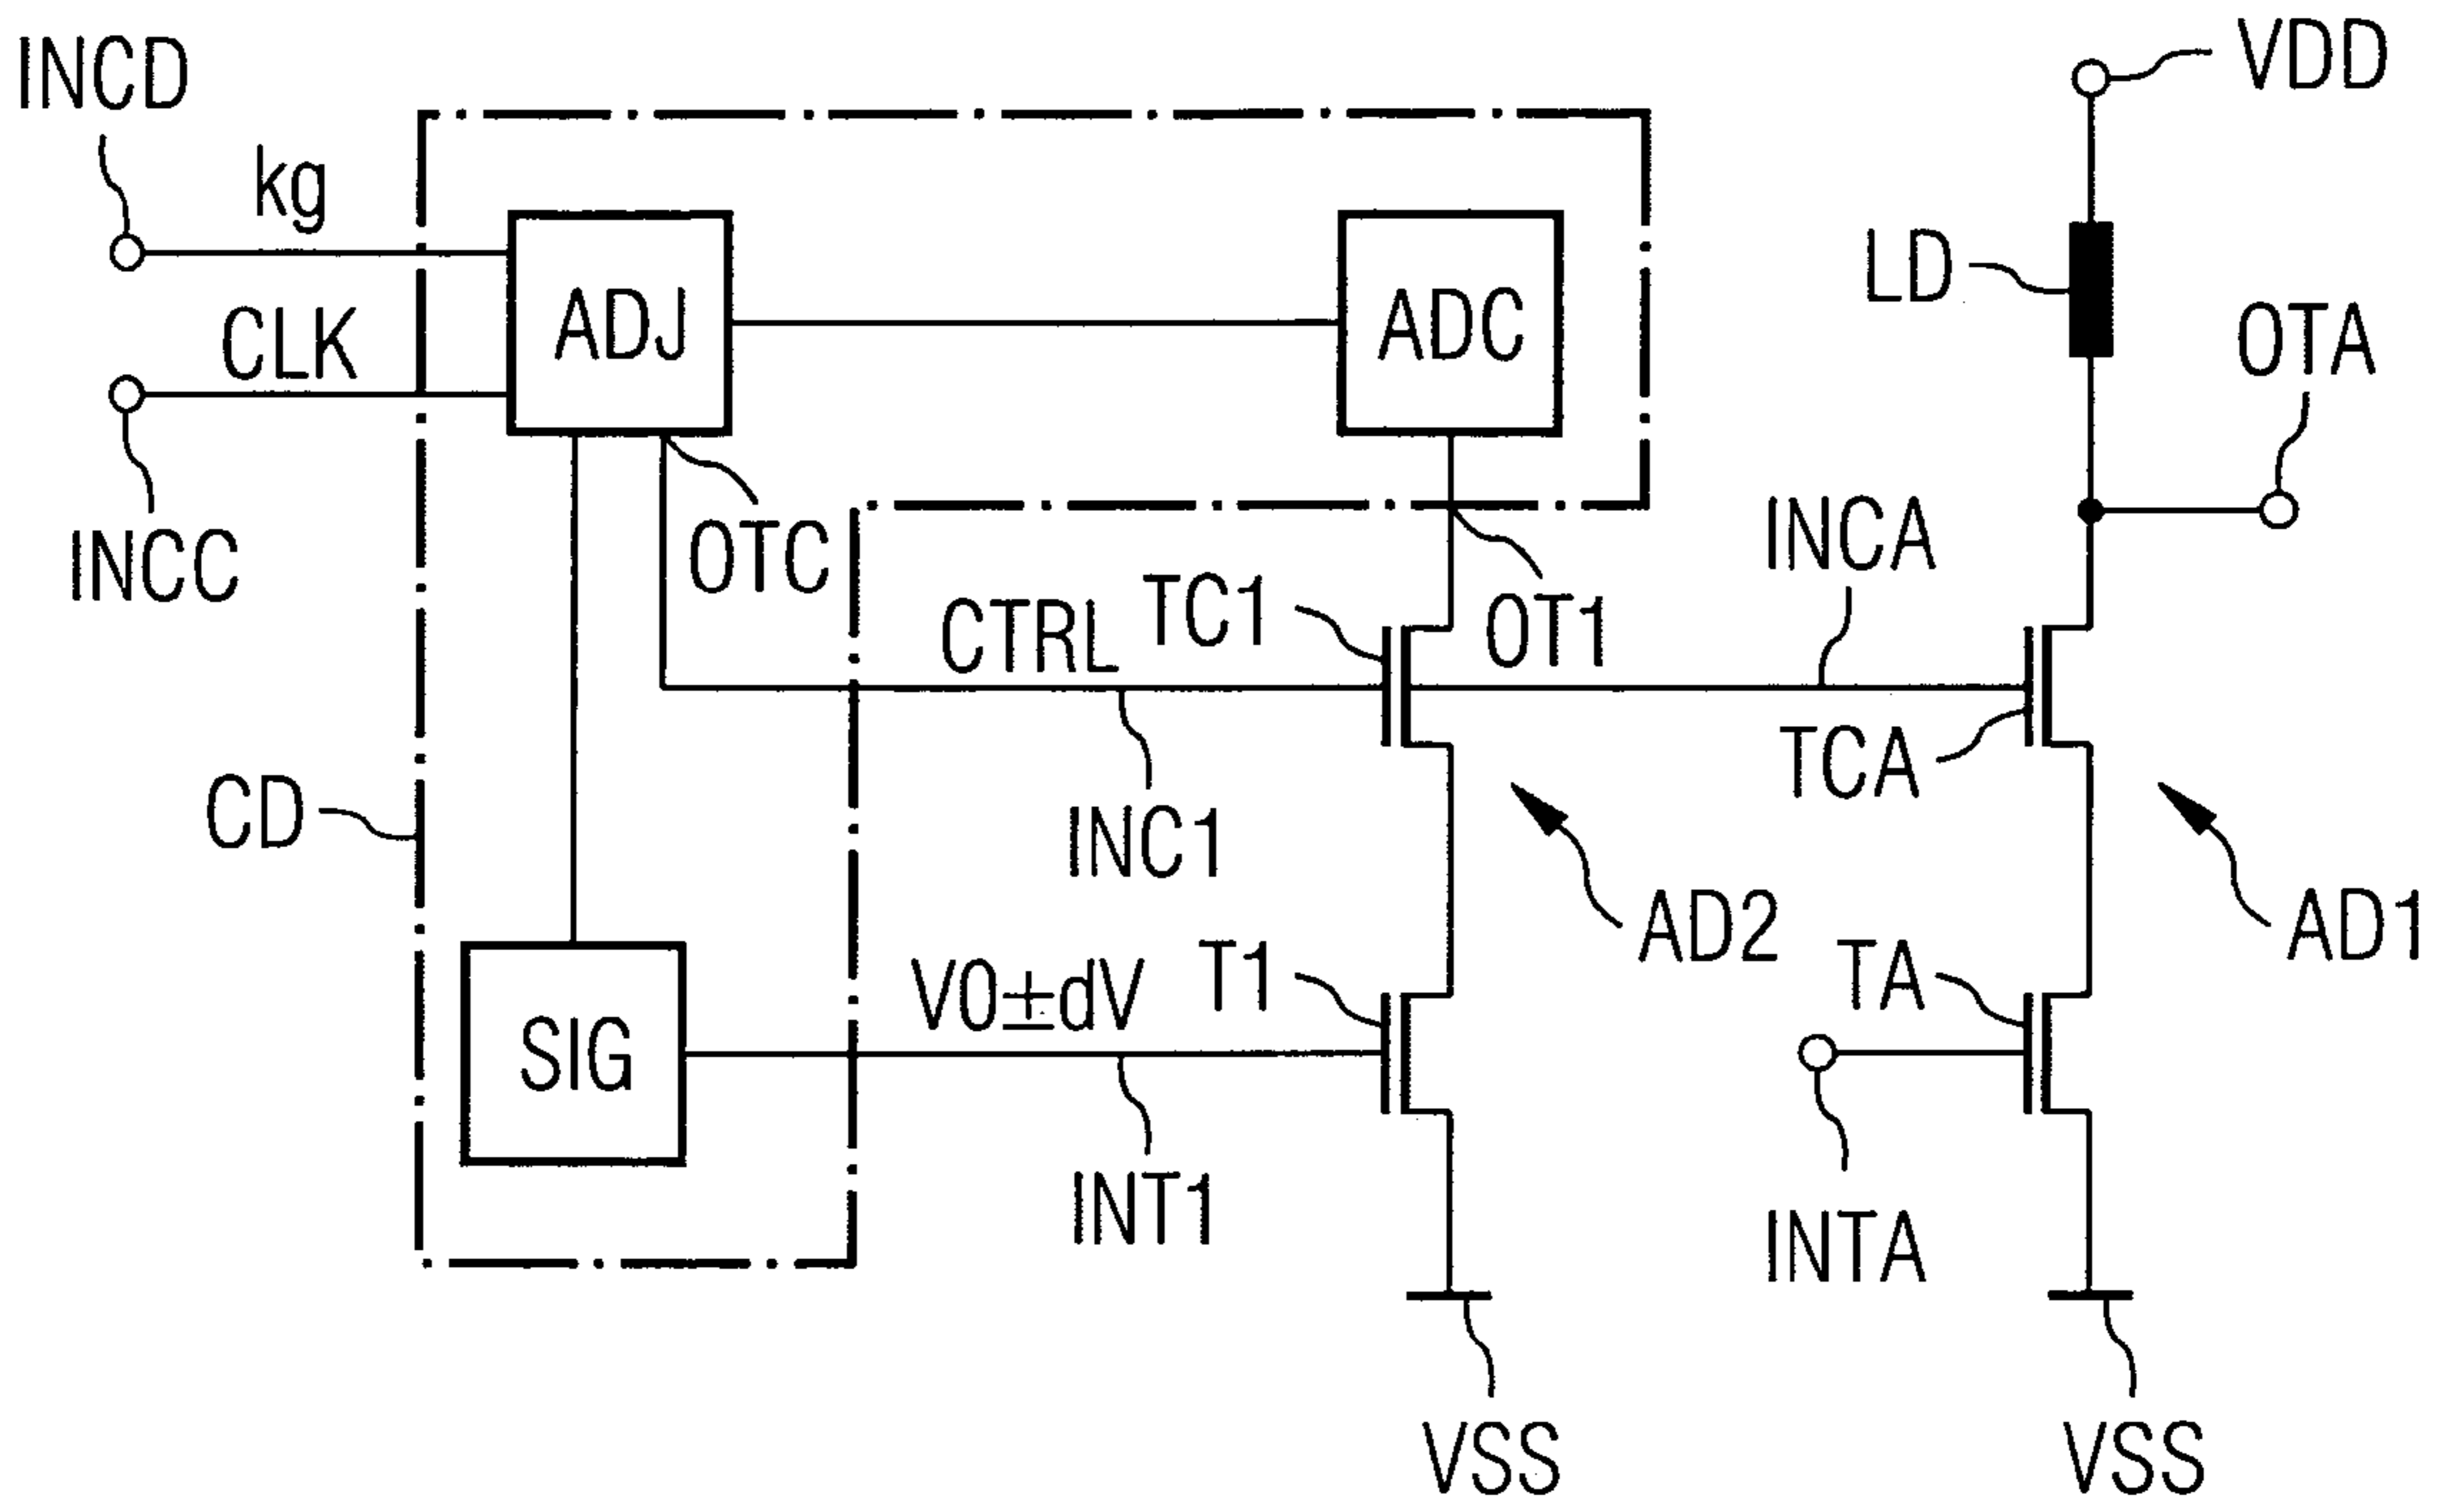 INCD
VDD
kg
LD
ADJ
ADC
CLK
OTA
INCC
OTC
INCA
CTRL
TC1
OT1
TCA
CD
INC1
AD2
AD1
V0±dV
T1
TA
SIG
INT1
INTA
VSS
VSS